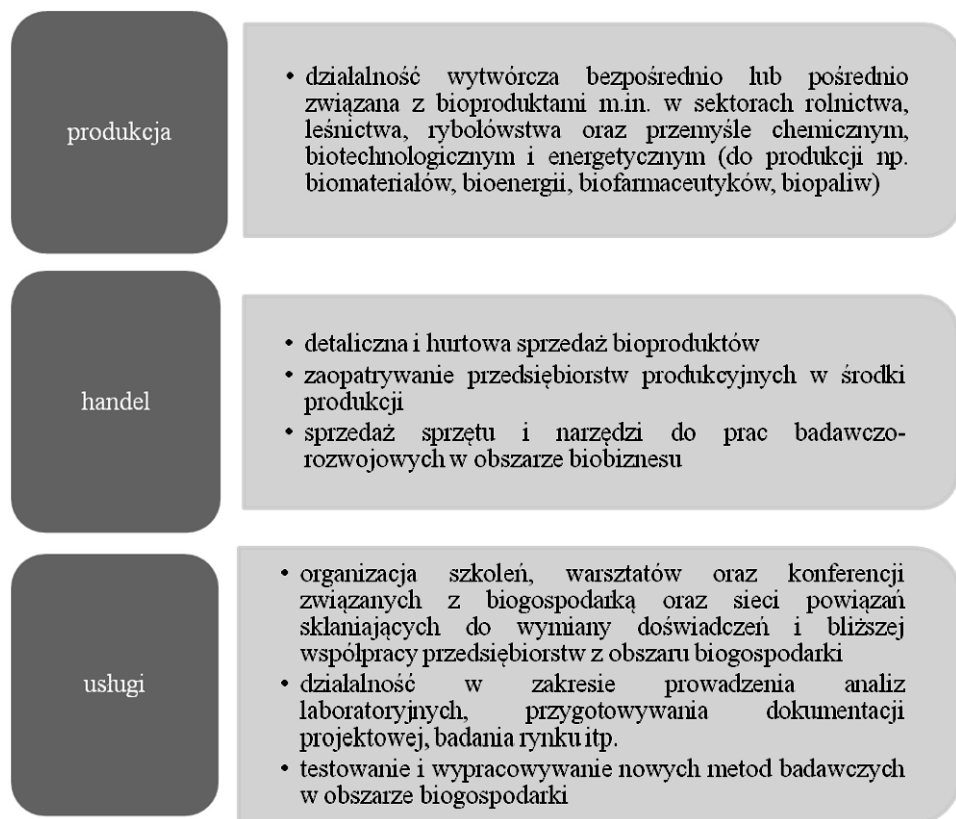 produkcja
• działalność wytwórcza bezpośrednio lub pośrednio
związana z bioproduktami m.in. w sektorach rolnictwa,
leśnictwa, rybołówstwa oraz przemyśle chemicznym,
biotechnologicznym i energetycznym (do produkcji np.
biomateriałów, bioenergii, biofarmaceutyków, biopaliw)
handel
• detaliczna i hurtowa sprzedaż bioproduktów
• zaopatrywanie przedsiębiorstw produkcyjnych w środki
produkcji
• sprzedaż sprzętu i narzędzi do prac badawczo-
rozwojowych w obszarze biobiznesu
usługi
• organizacja szkoleń, warsztatów oraz konferencji
związanych z biogospodarką oraz sieci powiązań
skłaniających do wymiany doświadczeń i bliższej
współpracy przedsiębiorstw z obszaru biogospodarki
• działalność w zakresie prowadzenia analiz
laboratoryjnych, przygotowywania dokumentacji
projektowej, badania rynku itp.
• testowanie i wypracowywanie nowych metod badawczych
w obszarze biogospodarki